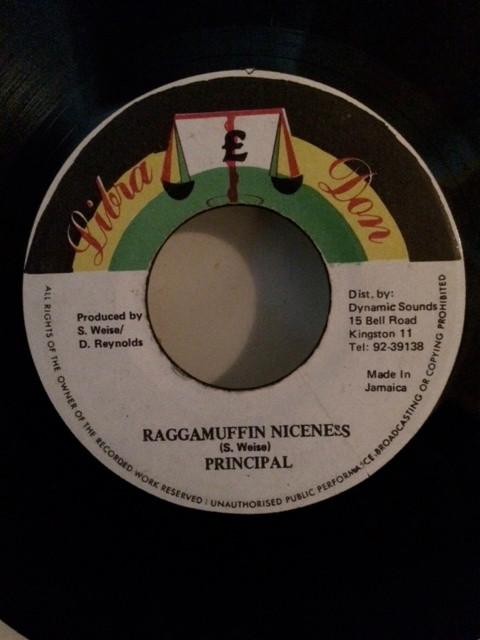 Libra Don
£
Produced by
S. Weise/
D. Reynolds
Dist. by:
Dynamic Sounds
15 Bell Road
Kingston 11
Tel: 92-39138
Made In
Jamaica
RAGGAMUFFIN NICENESS
(S. Weise)
PRINCIPAL
ALL RIGHTS OF THE OWNER OF THE RECORDED WORK RESERVED : UNAUTHORISED PUBLIC PERFORMANCE-BROADCASTING OR COPYING PROHIBITED